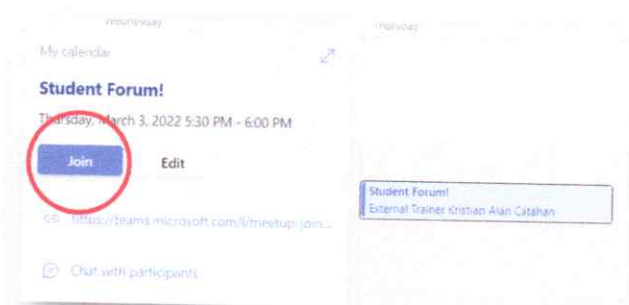 Wednesday
My calendar
Student Forum!
Thursday, March 3, 2022 5:30 PM - 6:00 PM
Join
Edit
https://teams.microsoft.com/l/meetup-join...
Chat with participants
Thursday
Student Forum!
External Trainer Kristian Alan Catahan